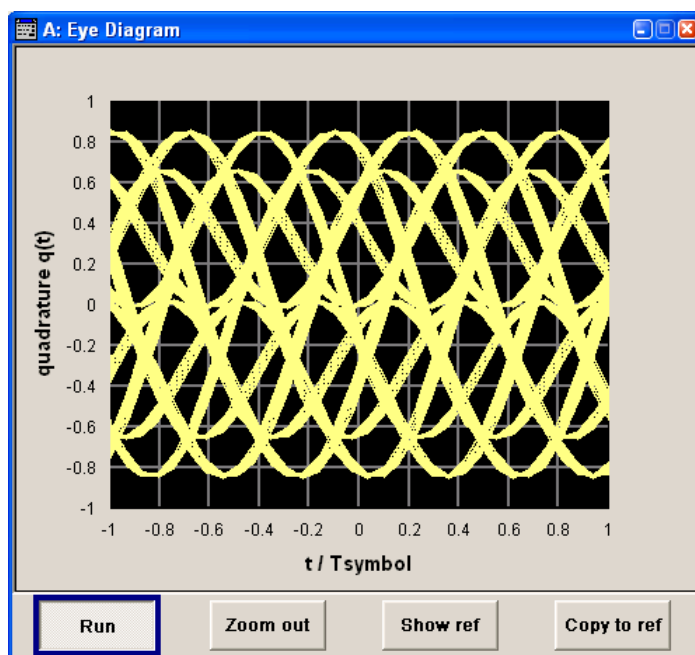 A: Eye Diagram
quadrature q(t)
1
0.8
0.6
0.4
0.2
0
-0.2
-0.4
-0.6
-0.8
-1
-1 -0.8 -0.6 -0.4 -0.2 0 0.2 0.4 0.6 0.8 1
t / Tsymbol
Run Zoom out Show ref Copy to ref